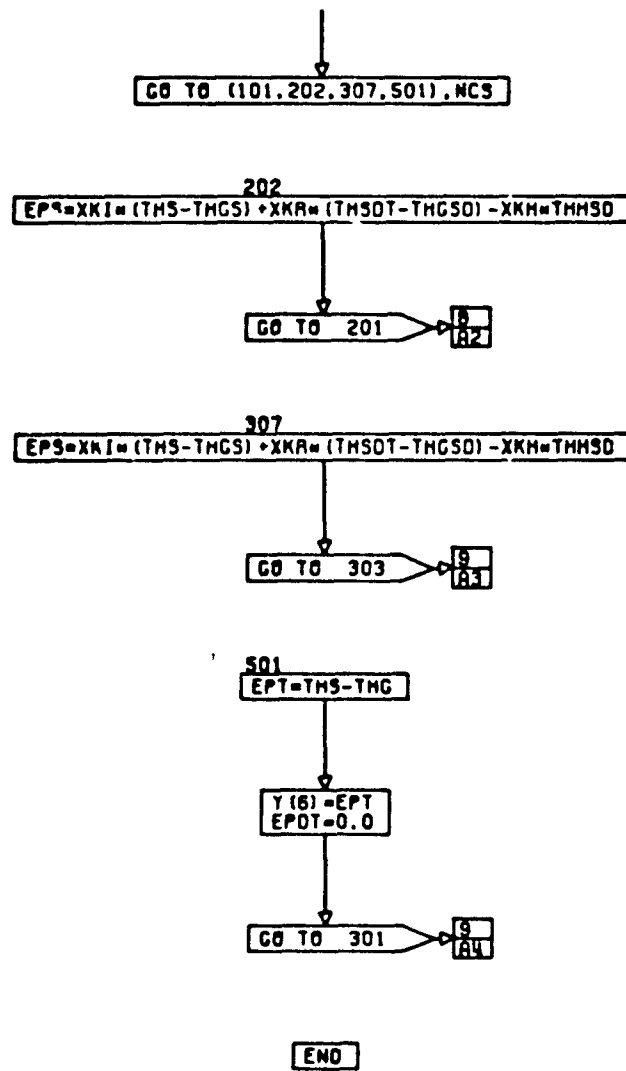 GO TO (101,202,307,501),NCS
202
EPS=XKI*(THS-THGS)+XKR*(THSDT-THGSD)-XKM*THMSD
GO TO 201
8
A2
307
EPS=XKI*(THS-THGS)+XKR*(THSDT-THGSD)-XKM*THMSD
GO TO 303
9
A3
501
EPT=THS-THG
Y(6)=EPT
EPDT=0.0
GO TO 301
9
A4
END